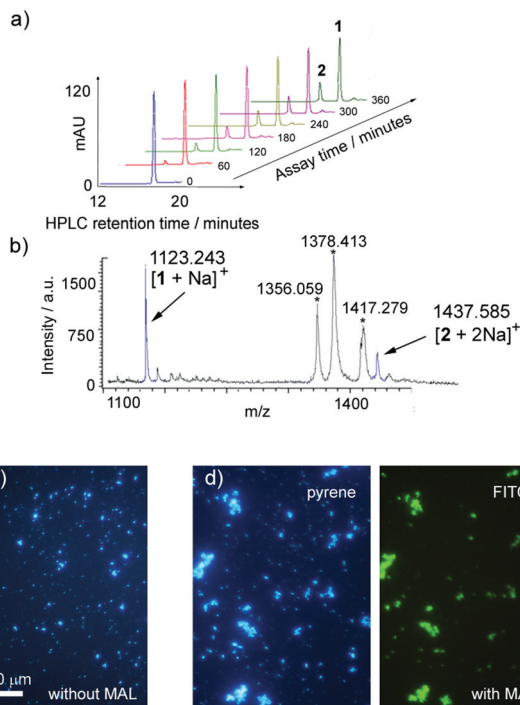 a)
1
2
120
mAU
0
0
60
120
180
240
300
360
Assay time / minutes
12
16
20
HPLC retention time / minutes
b)
1378.413
1123.243
[1 + Na]+
1356.059
*
*
1417.279
*
1437.585
[2 + 2Na]+
1500
750
0
Intensity / a.u.
1100
1400
m/z
)
without MAL
d)
pyrene
FITC
with MA